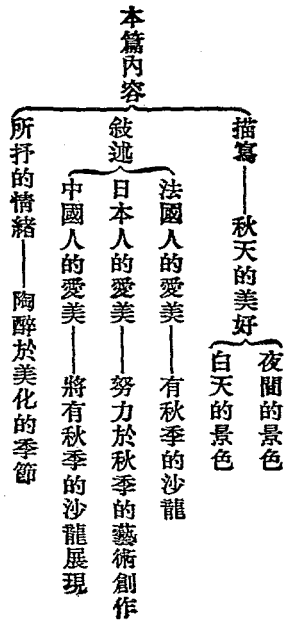 本篇內容
描寫——秋天的美好
夜間的景色
白天的景色
敍述
法國人的愛美——有秋季的沙龍
日本人的愛美——努力於秋季的藝術創作
中國人的愛美——將有秋季的沙龍展現
所抒的情緒——陶醉於美化的季節